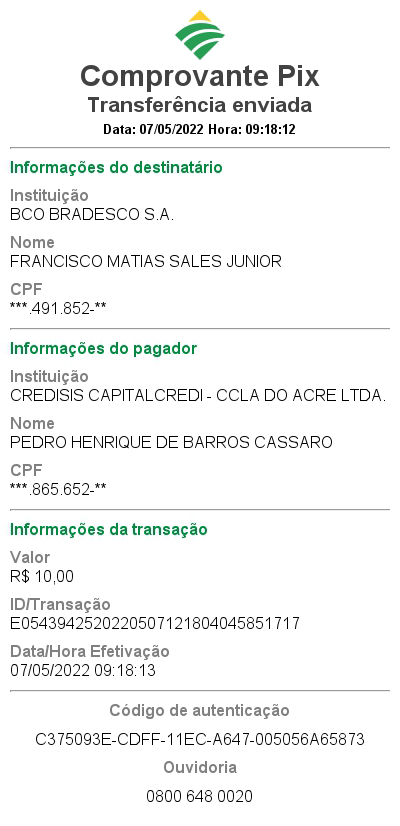 Comprovante Pix
Transferência enviada
Data: 07/05/2022 Hora: 09:18:12
Informações do destinatário
Instituição
BCO BRADESCO S.A.
Nome
FRANCISCO MATIAS SALES JUNIOR
CPF
***.491.852-**
Informações do pagador
Instituição
CREDISIS CAPITALCREDI - CCLA DO ACRE LTDA.
Nome
PEDRO HENRIQUE DE BARROS CASSARO
CPF
***.865.652-**
Informações da transação
Valor
R$ 10,00
ID/Transação
E05439425202205071218040458​51717
Data/Hora Efetivação
07/05/2022 09:18:13
Código de autenticação
C375093E-CDFF-11EC-A647-005056A65873
Ouvidoria
0800 648 0020